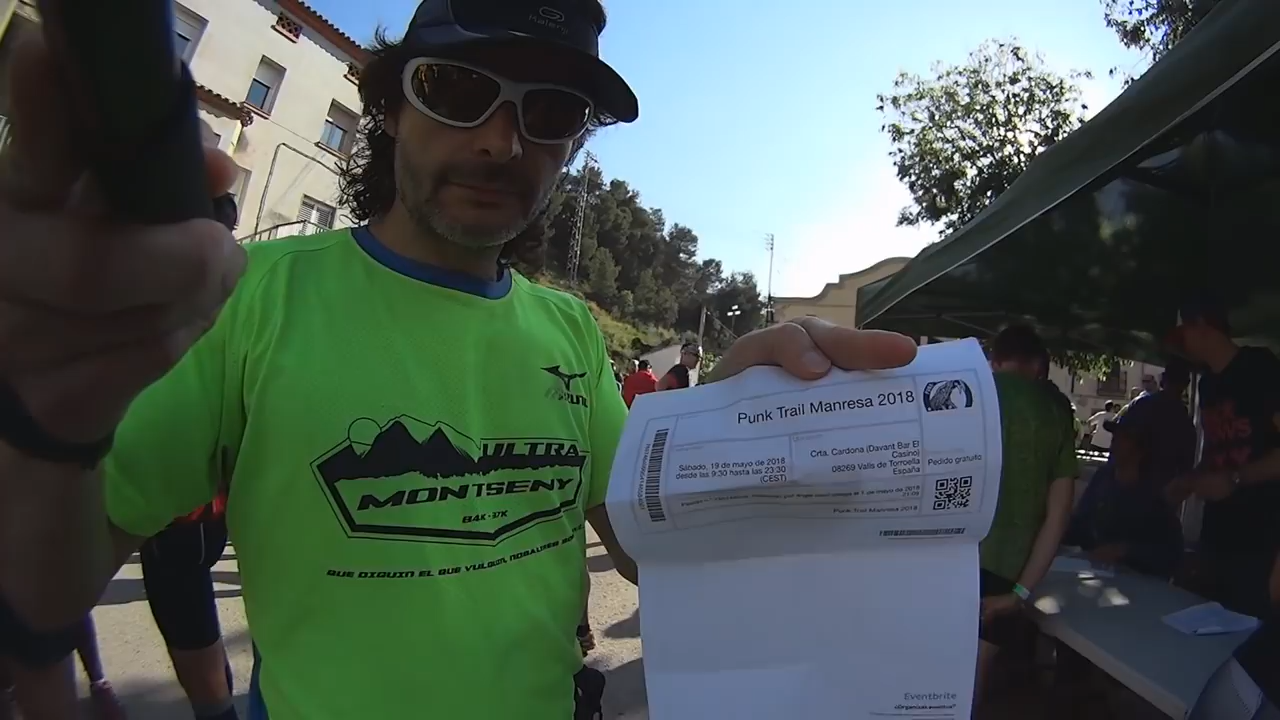 Kalenji
ULTRA
MONTSENY
84K - 37K
QUE DIGUIN EL QUE VULGUIN, NOSALTRES
Punk Trail Manresa 2018
Sábado, 19 de mayo de 2018
desde las 9:30 hasta las 23:30
(CEST)
Crta. Cardona (Davant Bar El
Casino)
08269 Valls de Torroella
España
Pedido gratuito
Punk Trail Manresa 2018
Eventbrite